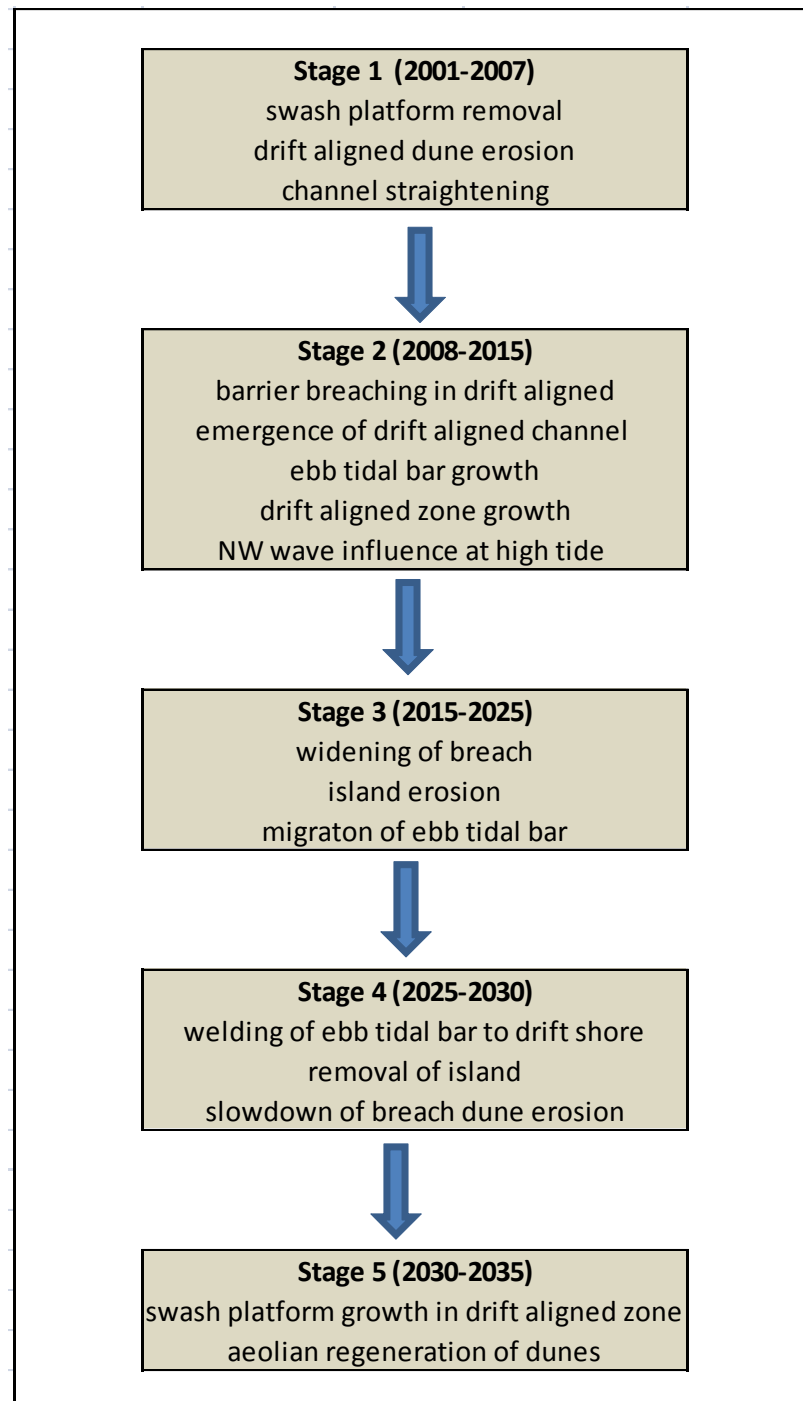 Stage 1 (2001-2007)
swash platform removal
drift aligned dune erosion
channel straightening
Stage 2 (2008-2015)
barrier breaching in drift aligned
emergence of drift aligned channel
ebb tidal bar growth
drift aligned zone growth
NW wave influence at high tide
Stage 3 (2015-2025)
widening of breach
island erosion
migraton of ebb tidal bar
Stage 4 (2025-2030)
welding of ebb tidal bar to drift shore
removal of island
slowdown of breach dune erosion
Stage 5 (2030-2035)
swash platform growth in drift aligned zone
aeolian regeneration of dunes